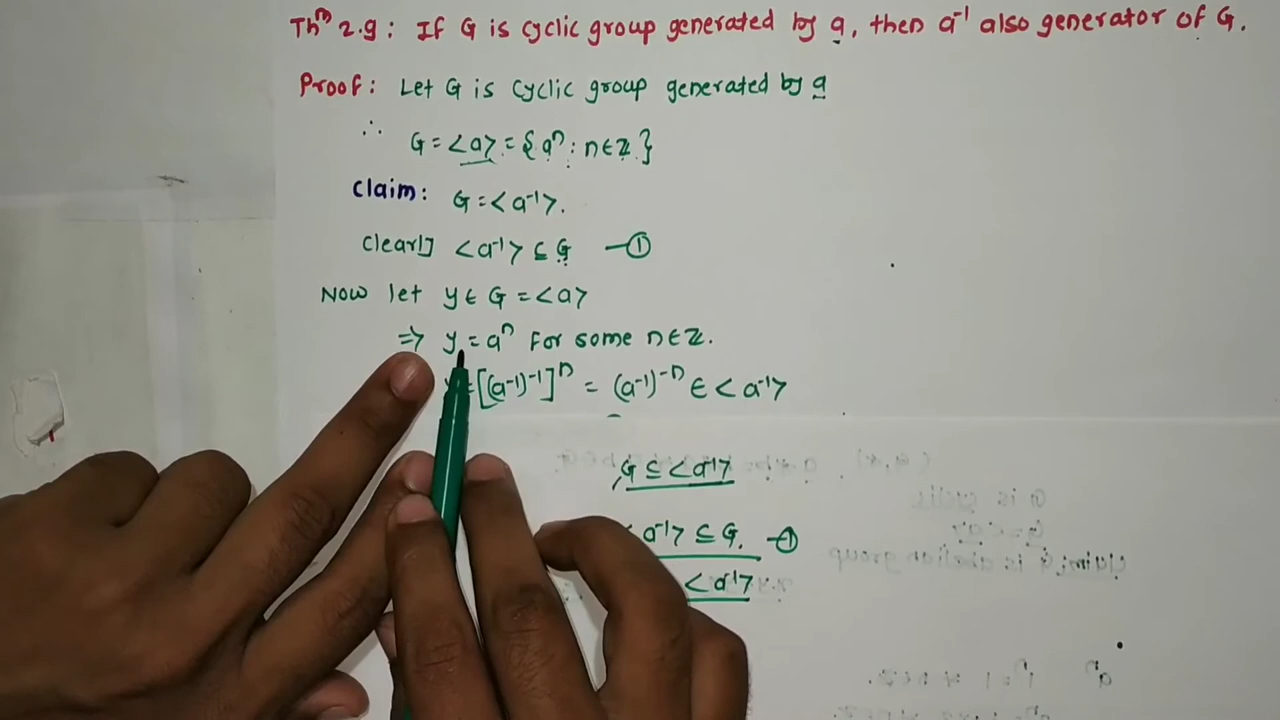 Thᵐ 2.9: If G is cyclic group generated by a, then a⁻¹ also generator of G.
Proof: Let G is cyclic group generated by a
∴ G = <a> = {aⁿ : n∈ℤ}
Claim: G = <a⁻¹>.
Clearly <a⁻¹> ⊆ G —①
Now let y ∈ G = <a>
⇒ y = aⁿ for some n∈ℤ.
= [(a⁻¹)⁻¹]ⁿ = (a⁻¹)⁻ⁿ ∈ <a⁻¹>
G ⊆ <a⁻¹>
a⁻¹> ⊆ G. —①
<a⁻¹>